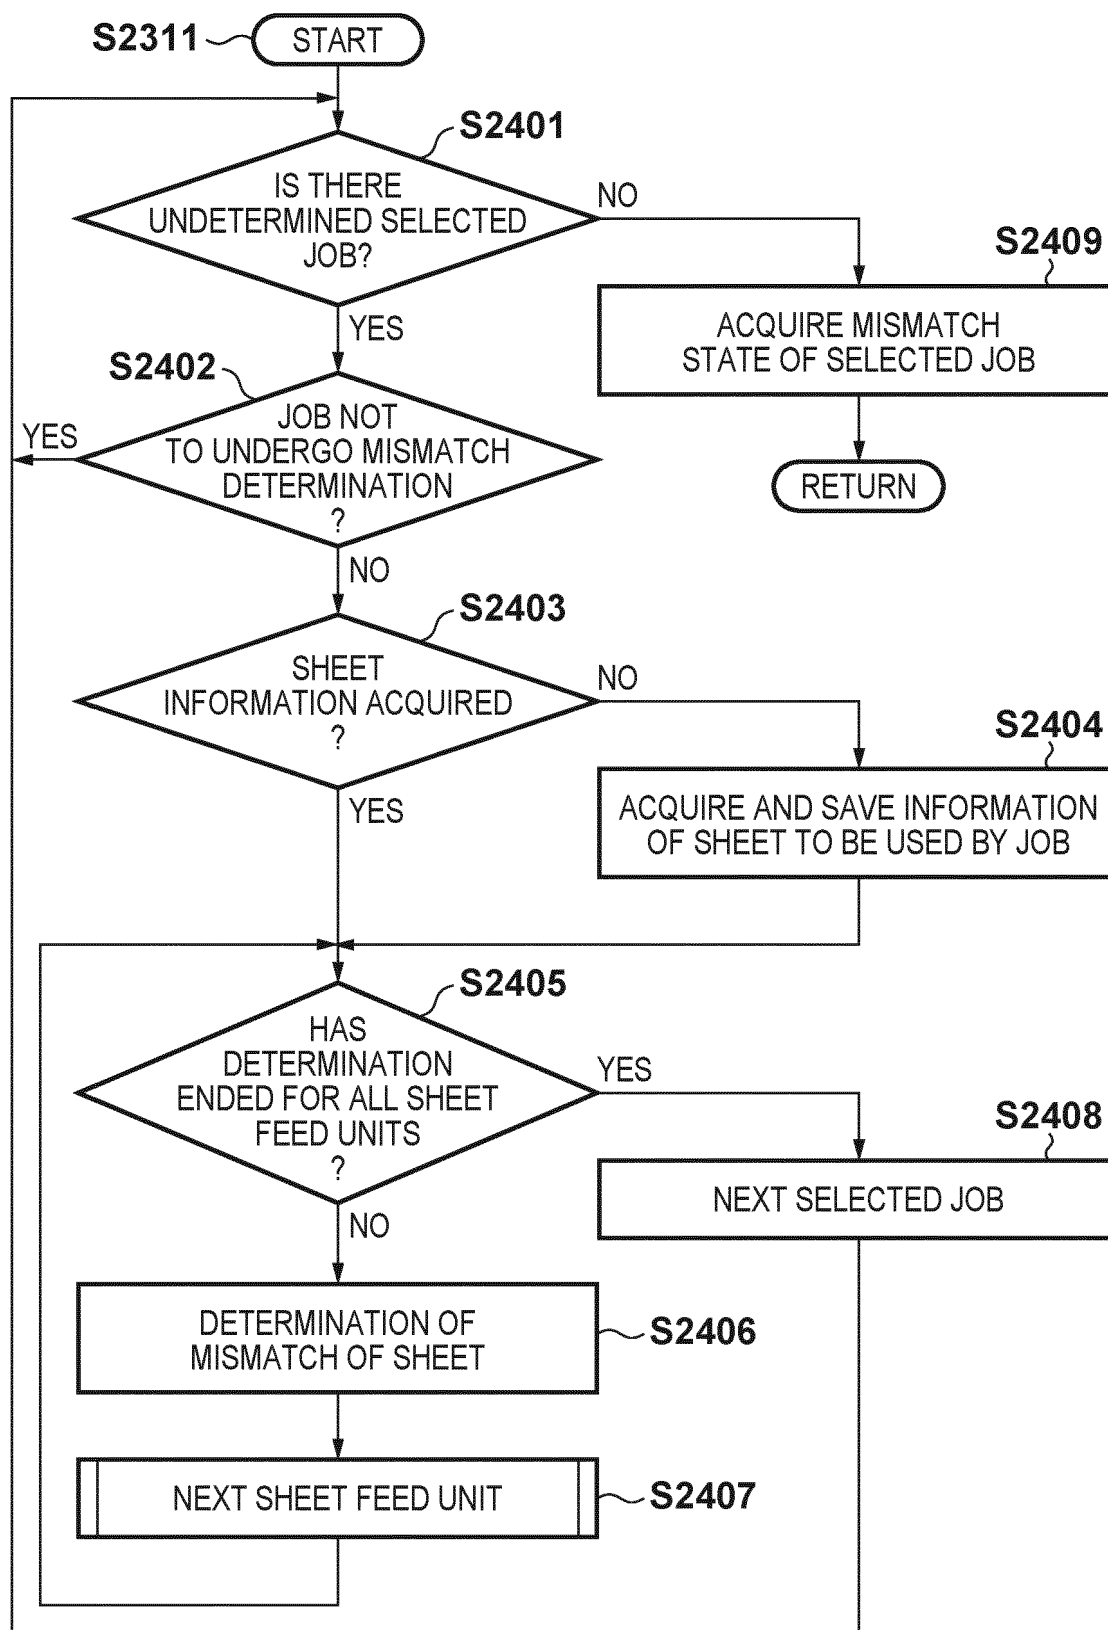 S2311
START
S2401
IS THERE
UNDETERMINED SELECTED
JOB?
NO
YES
S2409
ACQUIRE MISMATCH
STATE OF SELECTED JOB
RETURN
S2402
JOB NOT
TO UNDERGO MISMATCH
DETERMINATION
?
YES
NO
S2403
SHEET
INFORMATION ACQUIRED
?
NO
YES
S2404
ACQUIRE AND SAVE INFORMATION
OF SHEET TO BE USED BY JOB
S2405
HAS
DETERMINATION
ENDED FOR ALL SHEET
FEED UNITS
?
YES
NO
S2408
NEXT SELECTED JOB
DETERMINATION OF
MISMATCH OF SHEET
S2406
NEXT SHEET FEED UNIT
S2407